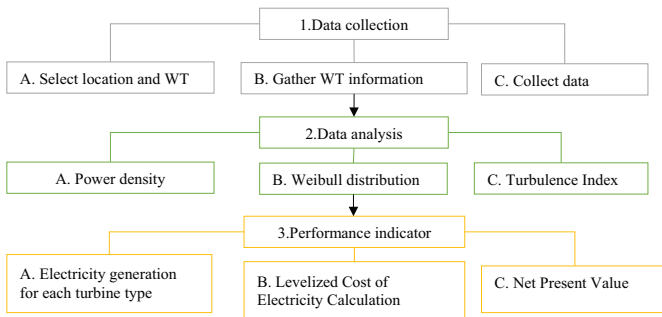 1.Data collection
A. Select location and WT
B. Gather WT information
C. Collect data
2.Data analysis
A. Power density
B. Weibull distribution
C. Turbulence Index
3.Performance indicator
A. Electricity generation
for each turbine type
B. Levelized Cost of
Electricity Calculation
C. Net Present Value